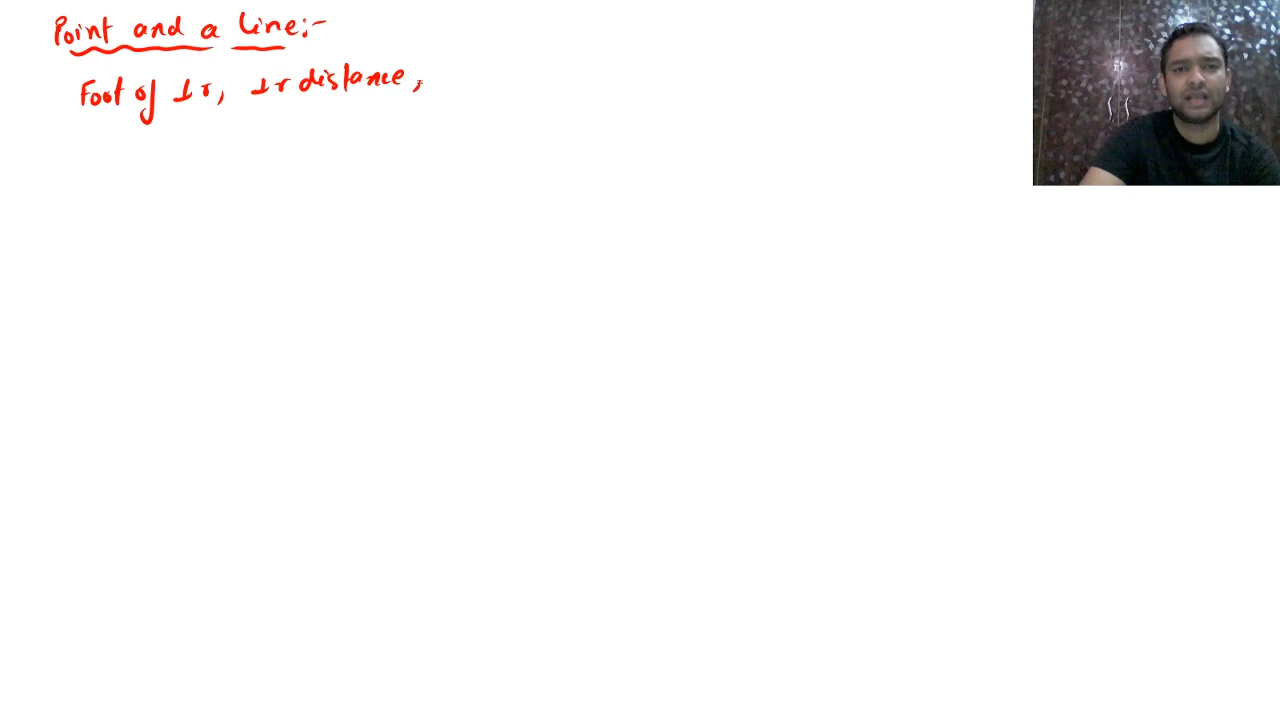 Point and a line:-
Foot of ⊥r, ⊥r distance,